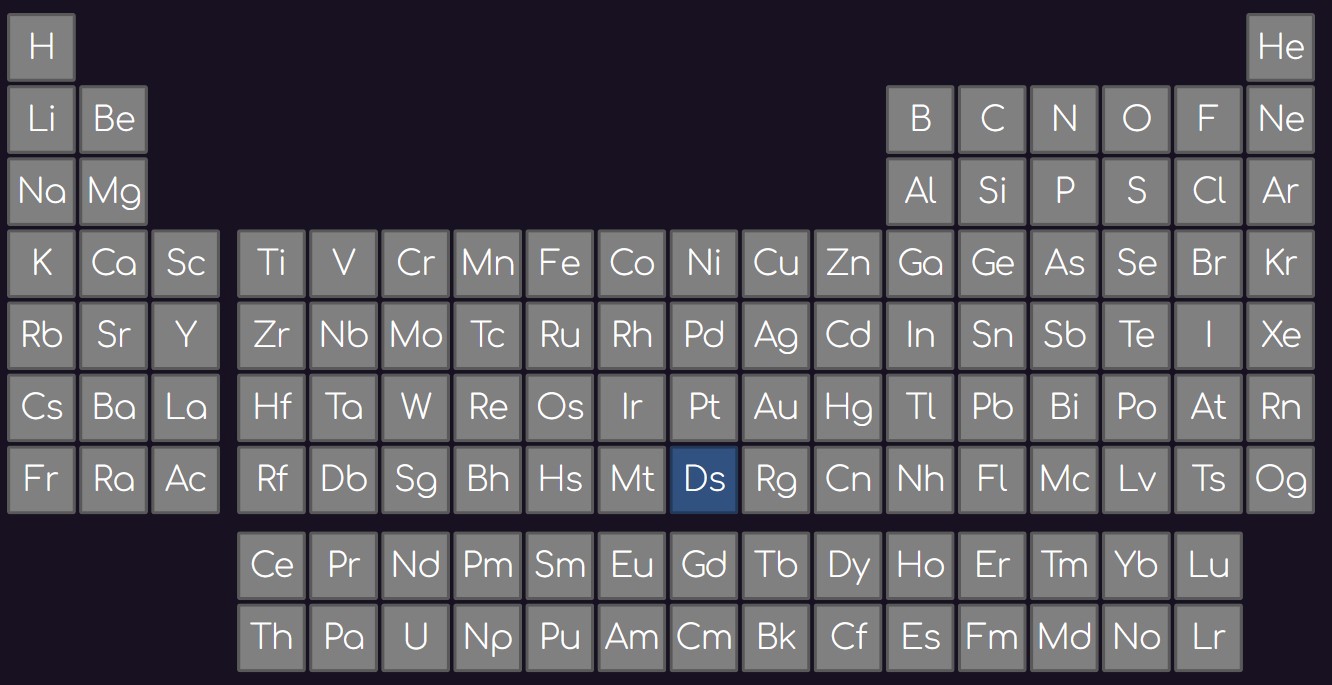 H He
Li Be B C N O F Ne
Na Mg Al Si P S Cl Ar
K Ca Sc Ti V Cr Mn Fe Co Ni Cu Zn Ga Ge As Se Br Kr
Rb Sr Y Zr Nb Mo Tc Ru Rh Pd Ag Cd In Sn Sb Te I Xe
Cs Ba La Hf Ta W Re Os Ir Pt Au Hg Tl Pb Bi Po At Rn
Fr Ra Ac Rf Db Sg Bh Hs Mt Ds Rg Cn Nh Fl Mc Lv Ts Og
Ce Pr Nd Pm Sm Eu Gd Tb Dy Ho Er Tm Yb Lu
Th Pa U Np Pu Am Cm Bk Cf Es Fm Md No Lr